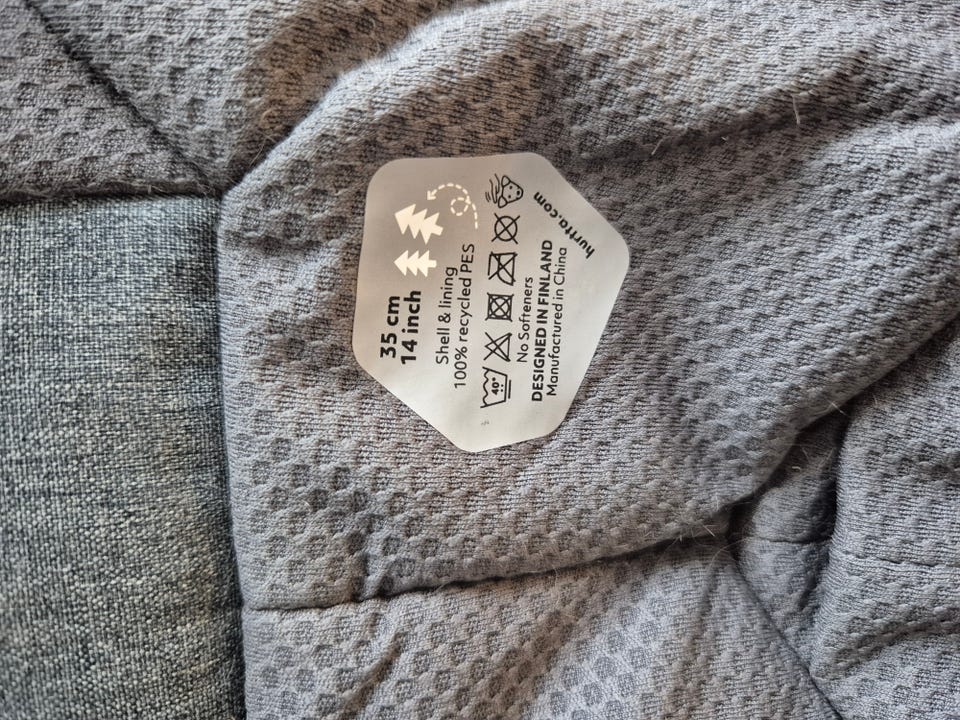 35 cm
14 inch
Shell & lining
100% recycled PES
40°
No Softeners
DESIGNED IN FINLAND
Manufactured in China
hurtta.com